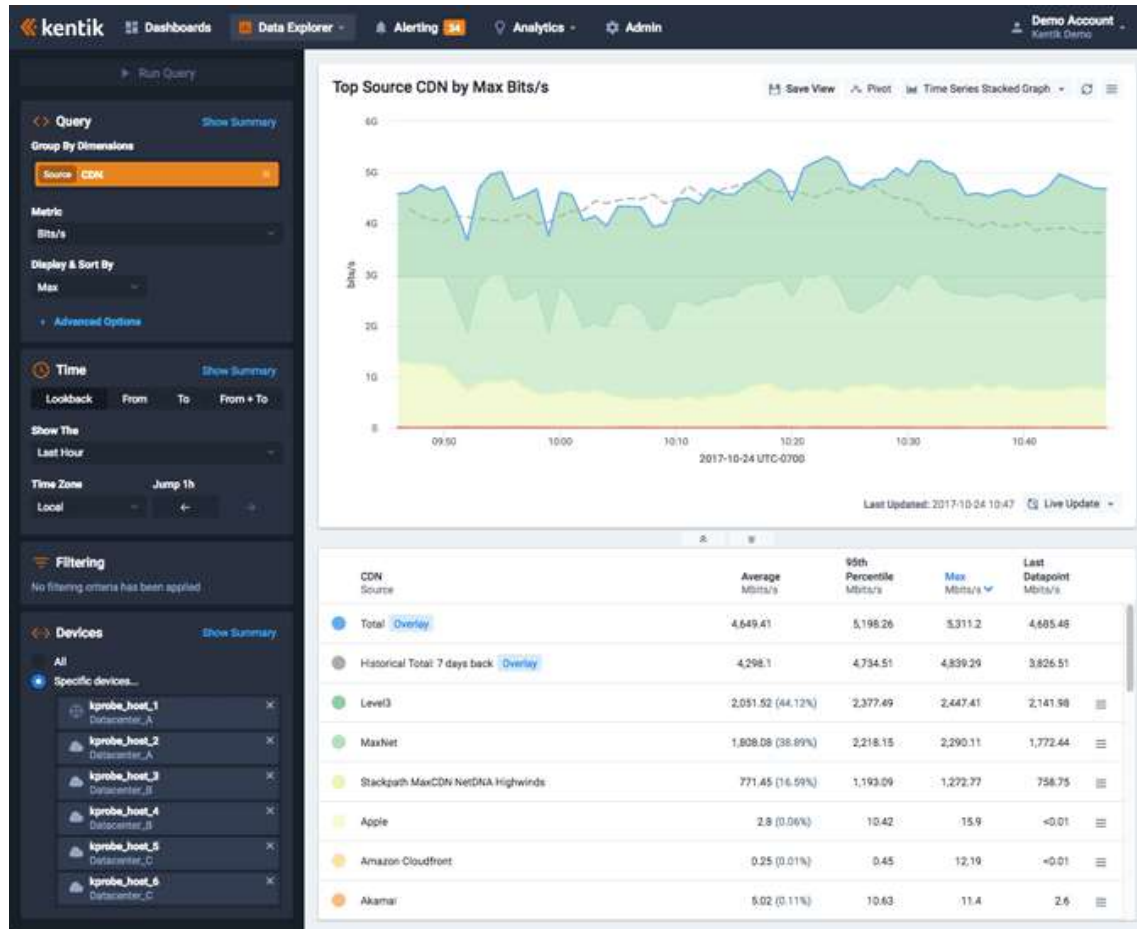 kentik Dashboards Data Explorer Alerting 34 Analytics Admin Demo Account
Kentik Demo
Run Query
Query Show Summary
Group By Dimensions
Source CDN
Metric
Bits/s
Display & Sort By
Max
Advanced Options
Time Show Summary
Lookback From To From + To
Show The
Last Hour
Time Zone Jump 1h
Local
Filtering
No filtering criteria has been applied
Devices Show Summary
All
Specific devices...
kprobe_host_1
Datacenter_A
kprobe_host_2
Datacenter_A
kprobe_host_3
Datacenter_B
kprobe_host_4
Datacenter_B
kprobe_host_5
Datacenter_C
kprobe_host_6
Datacenter_C
Top Source CDN by Max Bits/s
Save View Pivot Time Series Stacked Graph
6G
5G
4G
3G
2G
1G
0
bits/s
09:50 10:00 10:10 10:20 10:30 10:40
2017-10-24 UTC-0700
Last Updated: 2017-10-24 10:47 Live Update
CDN Source Average Mbits/s 95th Percentile Mbits/s Max Mbits/s Last Datapoint Mbits/s
Total Overlay 4,649.41 5,198.26 5,311.2 4,685.48
Historical Total: 7 days back Overlay 4,298.1 4,734.51 4,839.29 3,826.51
Level3 2,051.52 (44.12%) 2,377.49 2,447.41 2,141.98
MaxNet 1,808.08 (38.89%) 2,218.15 2,290.11 1,772.44
Stackpath MaxCDN NetDNA Highwinds 771.45 (16.59%) 1,193.09 1,272.77 758.75
Apple 2.8 (0.06%) 10.42 15.9 <0.01
Amazon Cloudfront 0.25 (0.01%) 0.45 12.19 <0.01
Akamai 5.02 (0.11%) 10.63 11.4 2.6